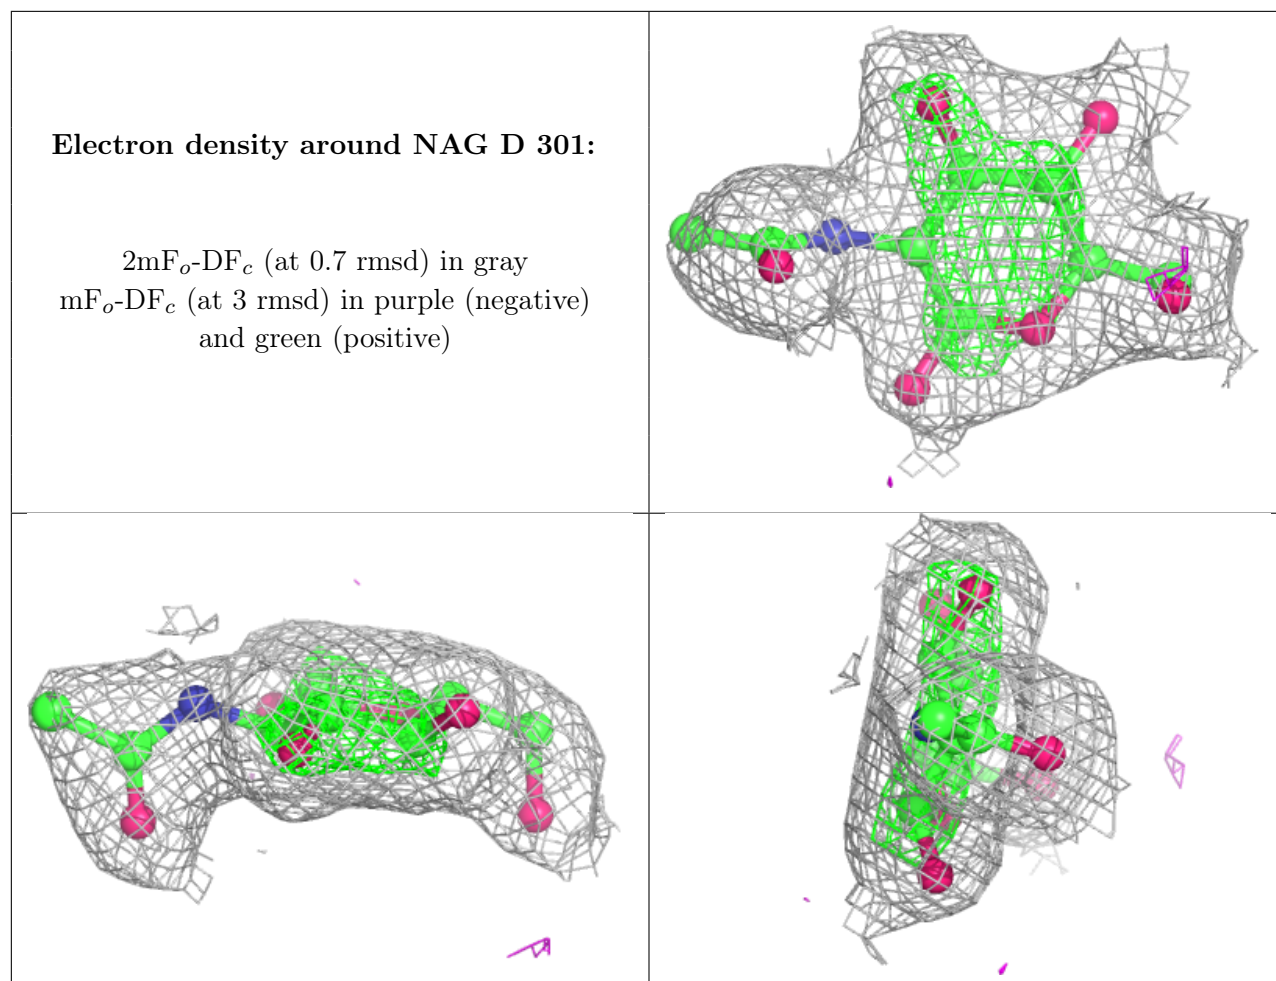 Electron density around NAG D 301:
2mFₒ-DF𝒸 (at 0.7 rmsd) in gray
mFₒ-DF𝒸 (at 3 rmsd) in purple (negative)
and green (positive)